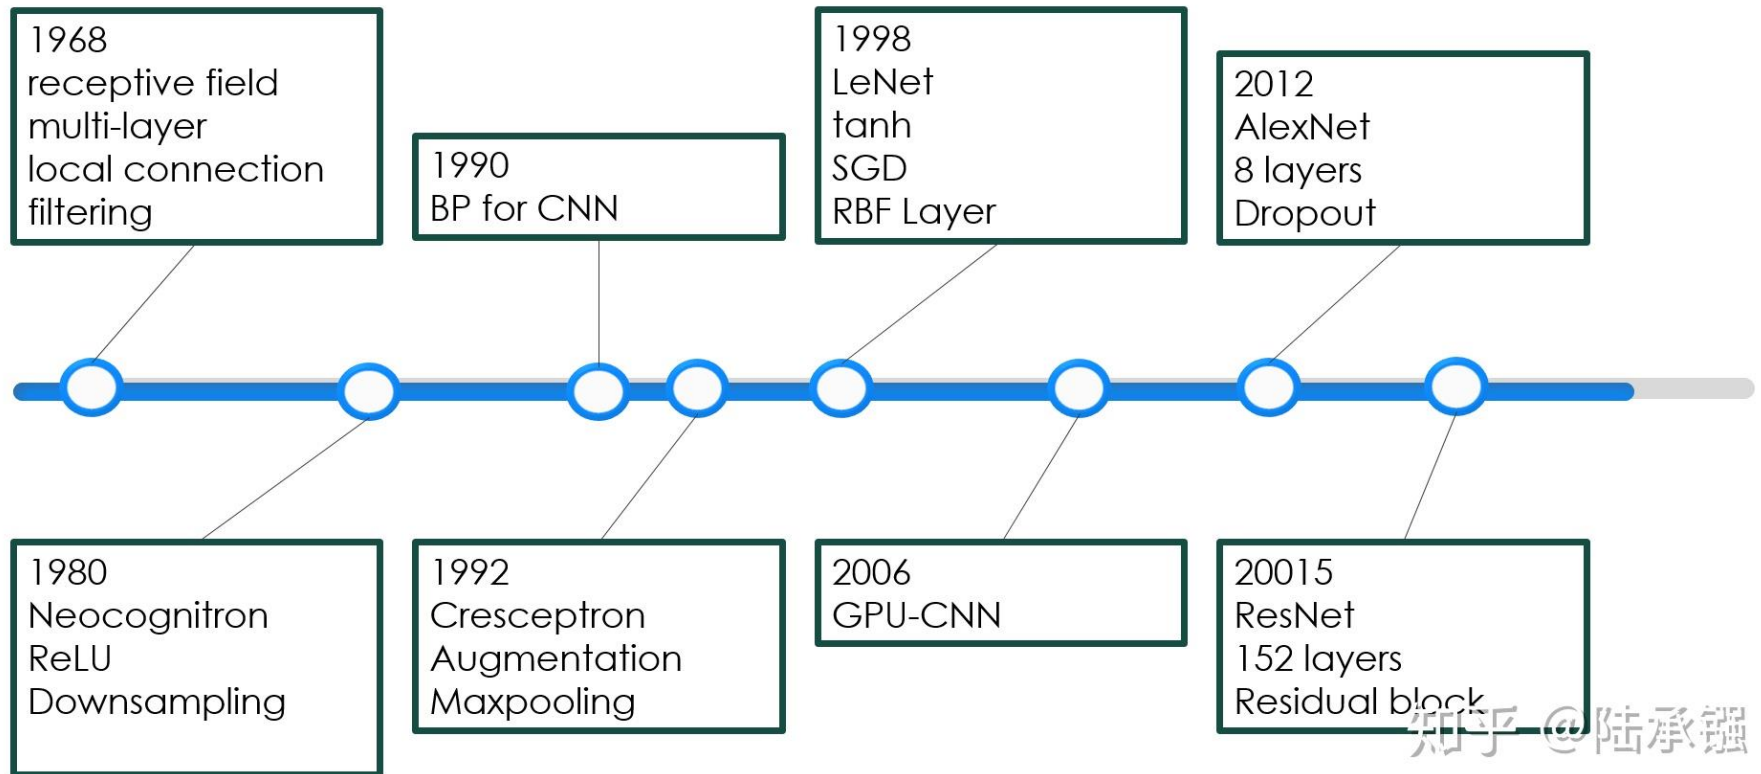 1968
receptive field
multi-layer
local connection
filtering
1990
BP for CNN
1998
LeNet
tanh
SGD
RBF Layer
2012
AlexNet
8 layers
Dropout
1980
Neocognitron
ReLU
Downsampling
1992
Cresceptron
Augmentation
Maxpooling
2006
GPU-CNN
20015
ResNet
152 layers
Residual block
知乎 @陆承镪